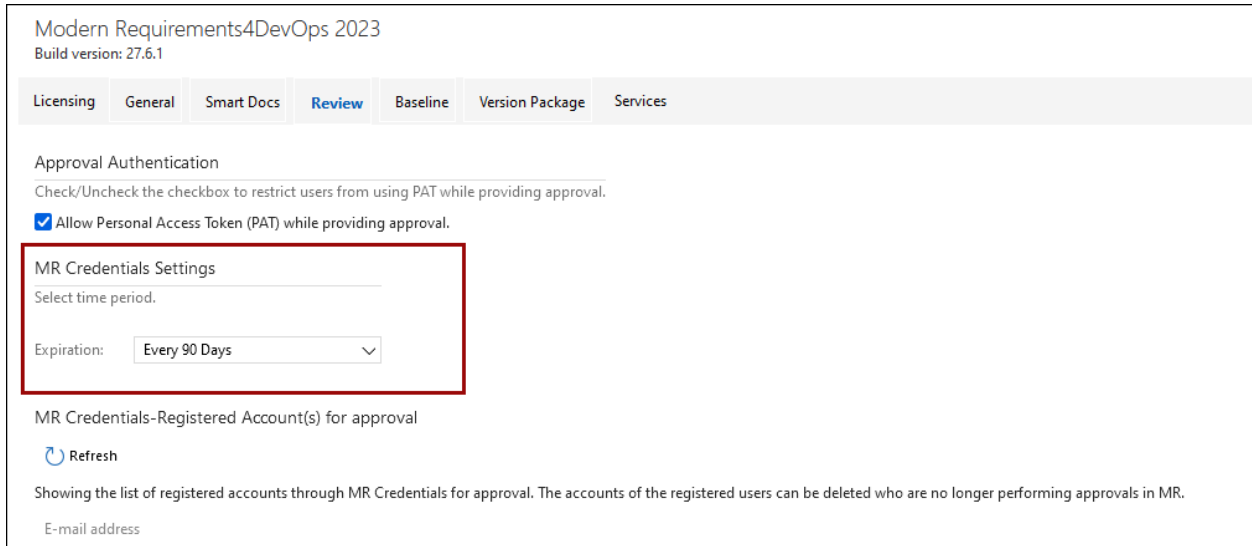 Modern Requirements4DevOps 2023
Build version: 27.6.1
Licensing General Smart Docs Review Baseline Version Package Services
Approval Authentication
Check/Uncheck the checkbox to restrict users from using PAT while providing approval.
Allow Personal Access Token (PAT) while providing approval.
MR Credentials Settings
Select time period.
Expiration: Every 90 Days
MR Credentials-Registered Account(s) for approval
Refresh
Showing the list of registered accounts through MR Credentials for approval. The accounts of the registered users can be deleted who are no longer performing approvals in MR.
E-mail address